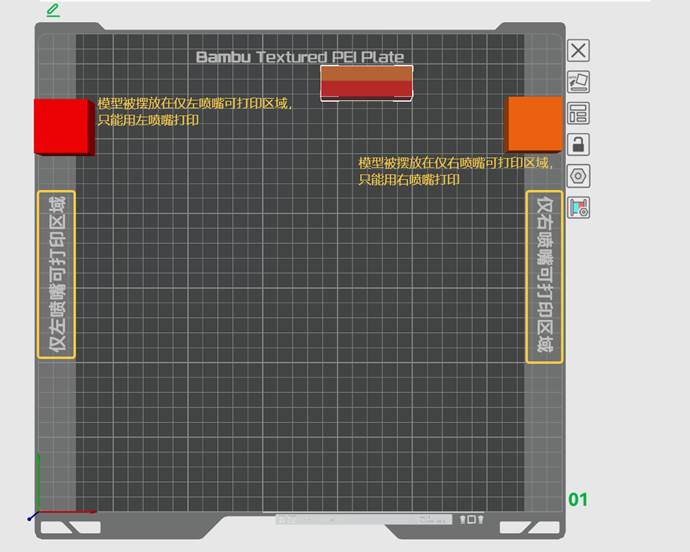 Bambu Textured PEI Plate
模型被摆放在仅左喷嘴可打印区域，
只能用左喷嘴打印
模型被摆放在仅右喷嘴可打印区域，
只能用右喷嘴打印
仅左喷嘴可打印区域
仅右喷嘴可打印区域
01